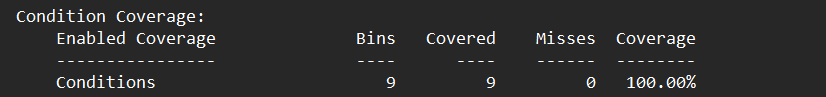 Condition Coverage:
    Enabled Coverage              Bins   Covered    Misses  Coverage
    ----------------              ----      ----    ------  --------
    Conditions                       9         9         0   100.00%